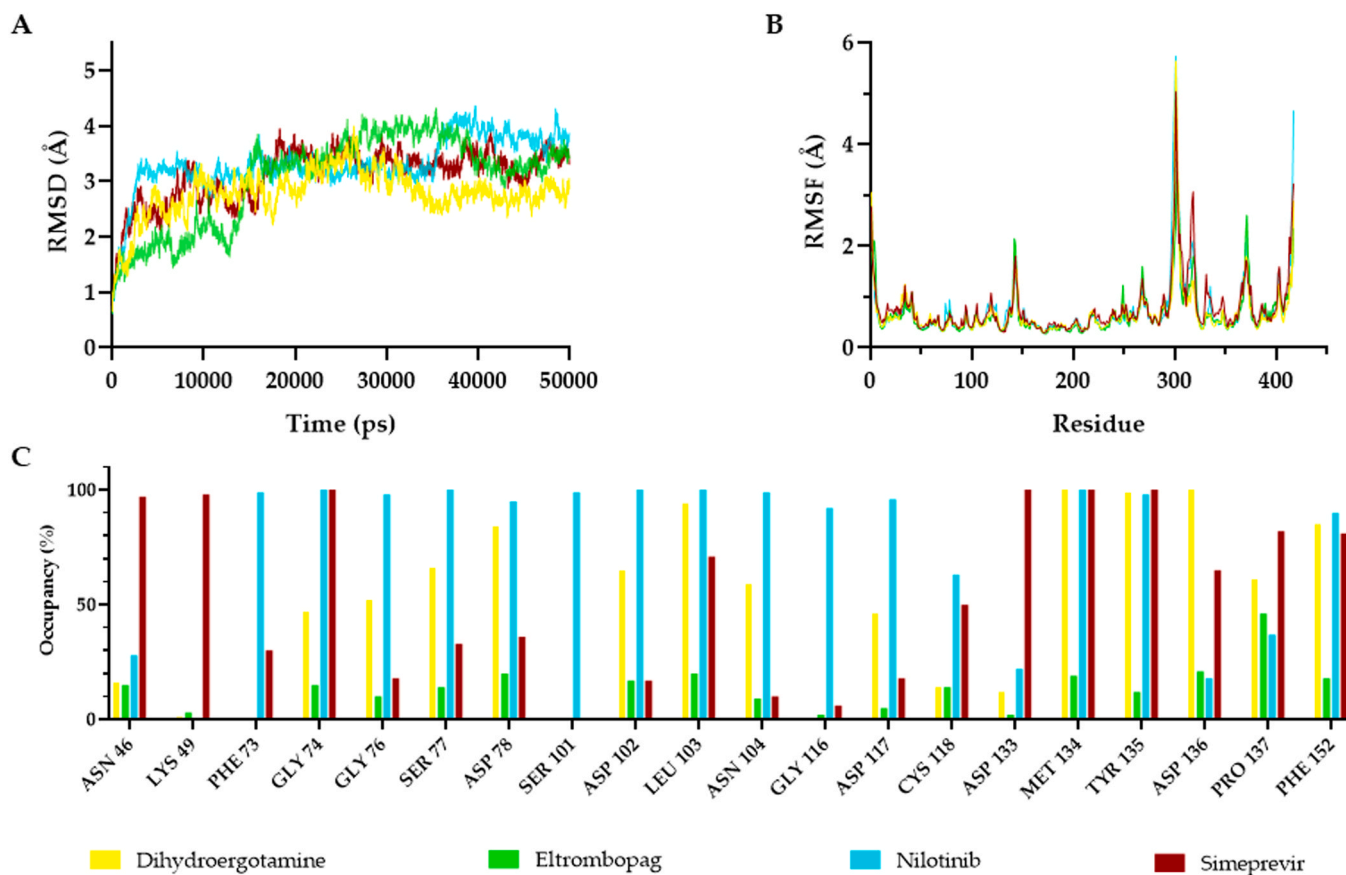 A
RMSD (Å)
5
4
3
2
1
0
0 10000 20000 30000 40000 50000
Time (ps)
B
RMSF (Å)
6
4
2
0
0 100 200 300 400
Residue
C
Occupancy (%)
100
50
0
ASN 46
LYS 49
PHE 73
GLY 74
GLY 76
SER 77
ASP 78
SER 101
ASP 102
LEU 103
ASN 104
GLY 116
ASP 117
CYS 118
ASP 133
MET 134
TYR 135
ASP 136
PRO 137
PHE 152
Dihydroergotamine
Eltrombopag
Nilotinib
Simeprevir